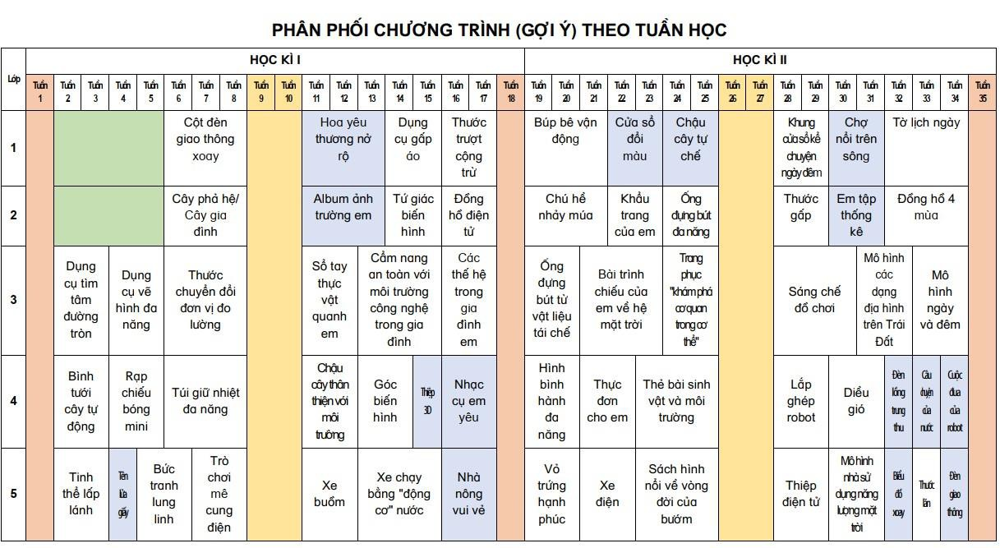 PHÂN PHỐI CHƯƠNG TRÌNH (GỢI Ý) THEO TUẦN HỌC
Lớp
HỌC KÌ I
HỌC KÌ II
Tuần 1
Tuần 2
Tuần 3
Tuần 4
Tuần 5
Tuần 6
Tuần 7
Tuần 8
Tuần 9
Tuần 10
Tuần 11
Tuần 12
Tuần 13
Tuần 14
Tuần 15
Tuần 16
Tuần 17
Tuần 18
Tuần 19
Tuần 20
Tuần 21
Tuần 22
Tuần 23
Tuần 24
Tuần 25
Tuần 26
Tuần 27
Tuần 28
Tuần 29
Tuần 30
Tuần 31
Tuần 32
Tuần 33
Tuần 34
Tuần 35
1
Cột đèn
giao thông
xoay
Hoa yêu
thương nở
rộ
Dụng
cụ gấp
áo
Thước
trượt
cộng
trừ
Búp bê vận
động
Cửa sổ
đổi
màu
Chậu
cây tự
chế
Khung
cửa sổ kể
chuyện
ngày đêm
Chợ
nổi trên
sông
Tờ lịch ngày
2
Cây phả hệ/
Cây gia
đình
Album ảnh
trường em
Tứ giác
biến
hình
Đồng
hồ điện
tử
Chú hề
nhảy múa
Khẩu
trang
của em
Ống
đựng bút
đa năng
Thước
gấp
Em tập
thống
kê
Đồng hồ 4
mùa
3
Dụng
cụ tìm
tâm
đường
tròn
Dụng
cụ vẽ
hình đa
năng
Thước
chuyển đổi
đơn vị đo
lường
Sổ tay
thực
vật
quanh
em
Cẩm nang
an toàn với
môi trường
công nghệ
trong gia
đình
Các
thế hệ
trong
gia
đình
em
Ống
đựng
bút từ
vật liệu
tái chế
Bài trình
chiếu của
em về hệ
mặt trời
Trang
phục
"khám phá
cơ quan
trong cơ
thể"
Sáng chế
đồ chơi
Mô hình
các
dạng
địa hình
trên Trái
Đất
Mô
hình
ngày
và đêm
4
Bình
tưới
cây tự
động
Rạp
chiếu
bóng
mini
Túi giữ nhiệt
đa năng
Chậu
cây thân
thiện với
môi
trường
Góc
biến
hình
Thiệp
3D
Nhạc
cụ em
yêu
Hình
bình
hành
đa
năng
Thực
đơn
cho em
Thẻ bài sinh
vật và môi
trường
Lắp
ghép
robot
Diều
gió
Đèn
lồng
trung
thu
Câu
chuyện
của
nước
Cuộc
đua
của
robot
5
Tinh
thể lấp
lánh
Tên
lửa
giấy
Bức
tranh
lung
linh
Trò
chơi
mê
cung
điện
Xe
buồm
Xe chạy
bằng "động
cơ" nước
Nhà
nông
vui vẻ
Vỏ
trứng
hạnh
phúc
Xe
điện
Sách hình
nổi về vòng
đời của
bướm
Thiệp
điện tử
Mô hình
nhà sử
dụng năng
lượng mặt
trời
Biểu
đồ
xoay
Thước
lăn
Đèn
giao
thông